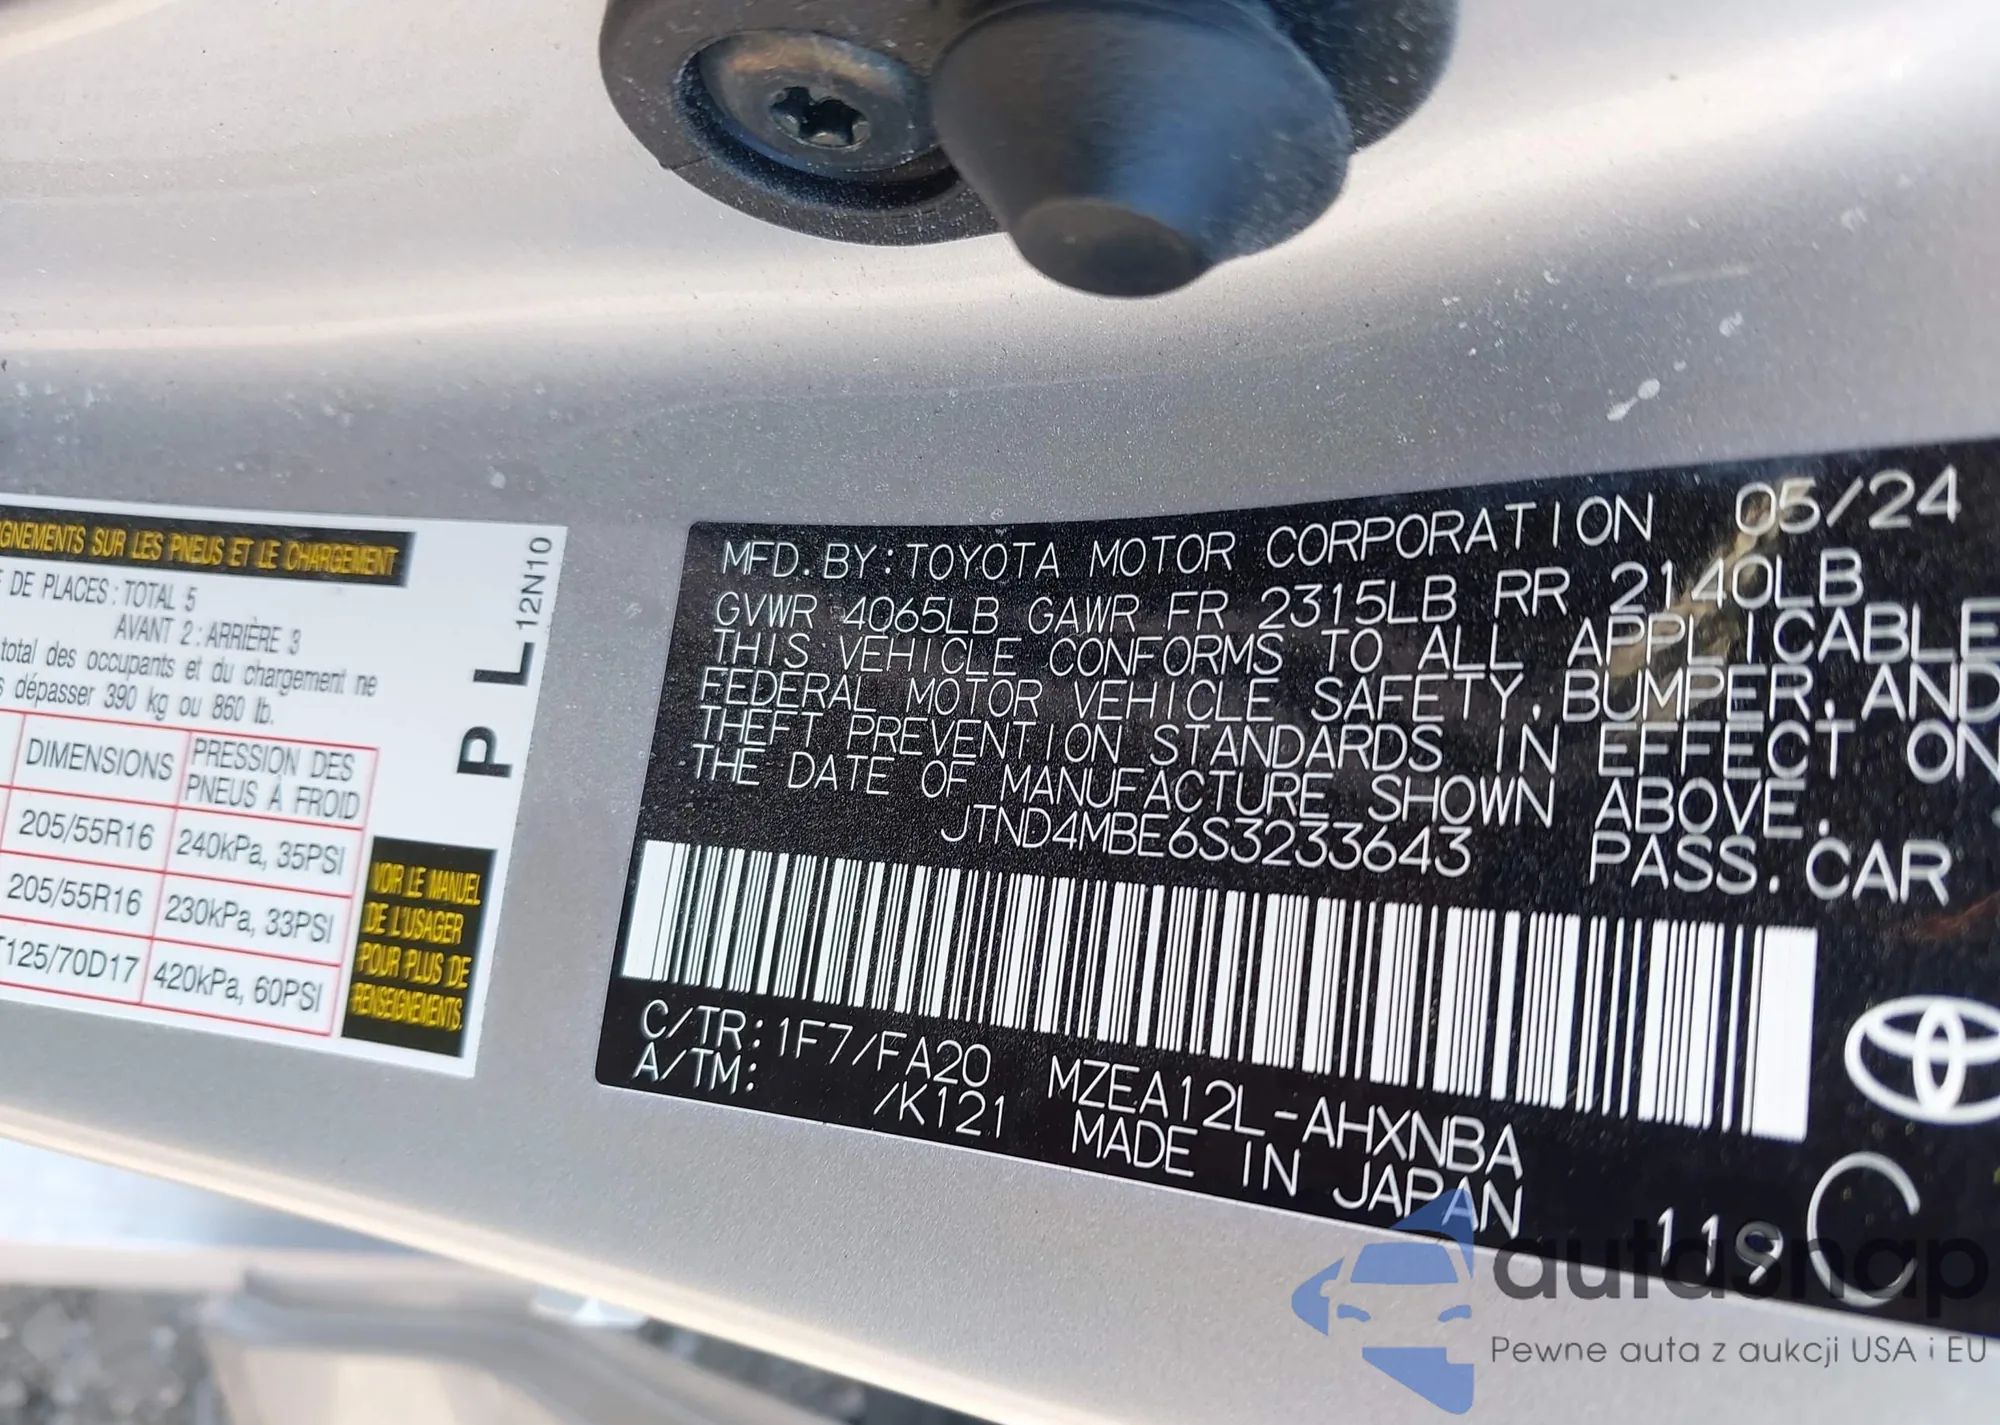 GNEMENTS SUR LES PNEUS ET LE CHARGEMENT
DE PLACES : TOTAL 5
AVANT 2 : ARRIÈRE 3
total des occupants et du chargement ne
dépasser 390 kg ou 860 lb.
DIMENSIONS
PRESSION DES
PNEUS À FROID
205/55R16
240kPa, 35PSI
205/55R16
230kPa, 33PSI
T125/70D17
420kPa, 60PSI
VOIR LE MANUEL
DE L'USAGER
POUR PLUS DE
RENSEIGNEMENTS.
P L 12N10
MFD.BY:TOYOTA MOTOR CORPORATION 05/24
GVWR 4065LB GAWR FR 2315LB RR 2140LB
THIS VEHICLE CONFORMS TO ALL APPLICABLE
FEDERAL MOTOR VEHICLE SAFETY,BUMPER,AND
THEFT PREVENTION STANDARDS IN EFFECT ON
THE DATE OF MANUFACTURE SHOWN ABOVE.
JTND4MBE6S3233643 PASS.CAR
C/TR:1F7/FA20 MZEA12L-AHXNBA
A/TM: /K121 MADE IN JAPAN
119 C
autosnap
Pewne auta z aukcji USA i EU